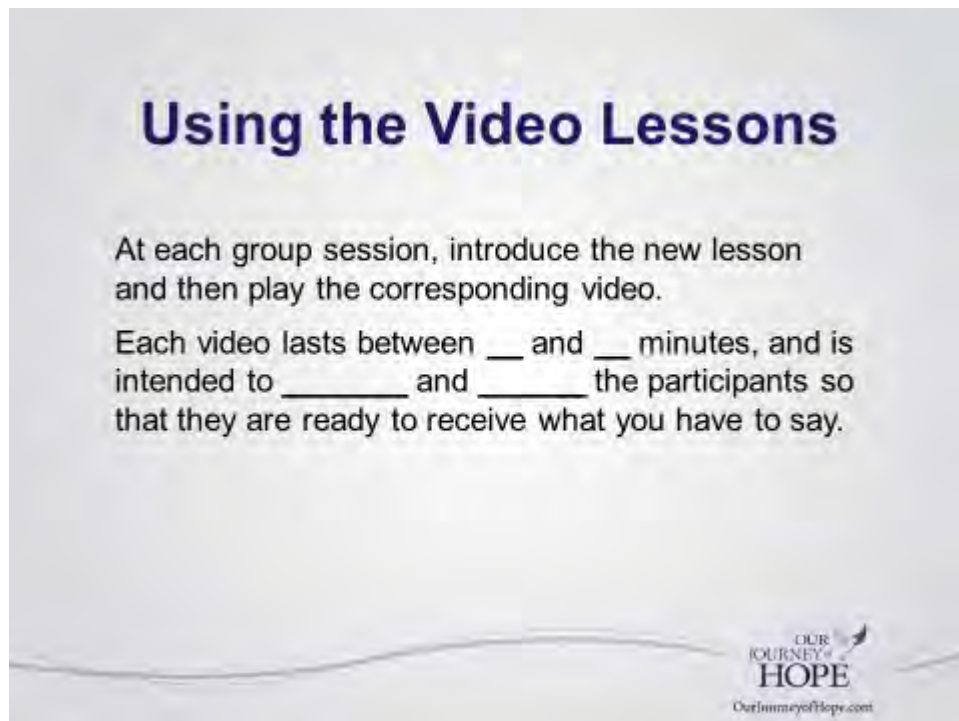 Using the Video Lessons
At each group session, introduce the new lesson
and then play the corresponding video.
Each video lasts between __ and __ minutes, and is
intended to ________ and _______ the participants so
that they are ready to receive what you have to say.
OUR
JOURNEY of
HOPE
OurJourneyofHope.com